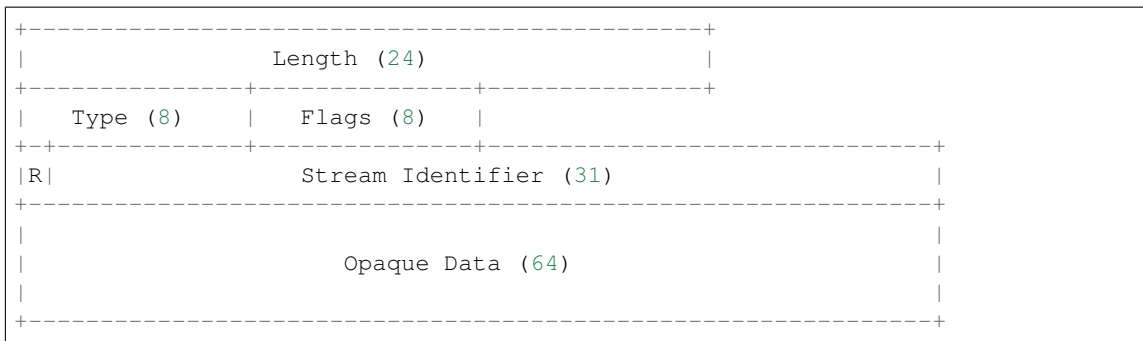 +-----------------------------------------------+
|                 Length (24)                   |
+---------------+---------------+---------------+
|   Type (8)    |   Flags (8)   |
+-+-------------+---------------+-------------------------------+
|R|                 Stream Identifier (31)                      |
+---------------------------------------------------------------+
|                                                               |
|                      Opaque Data (64)                         |
|                                                               |
+---------------------------------------------------------------+